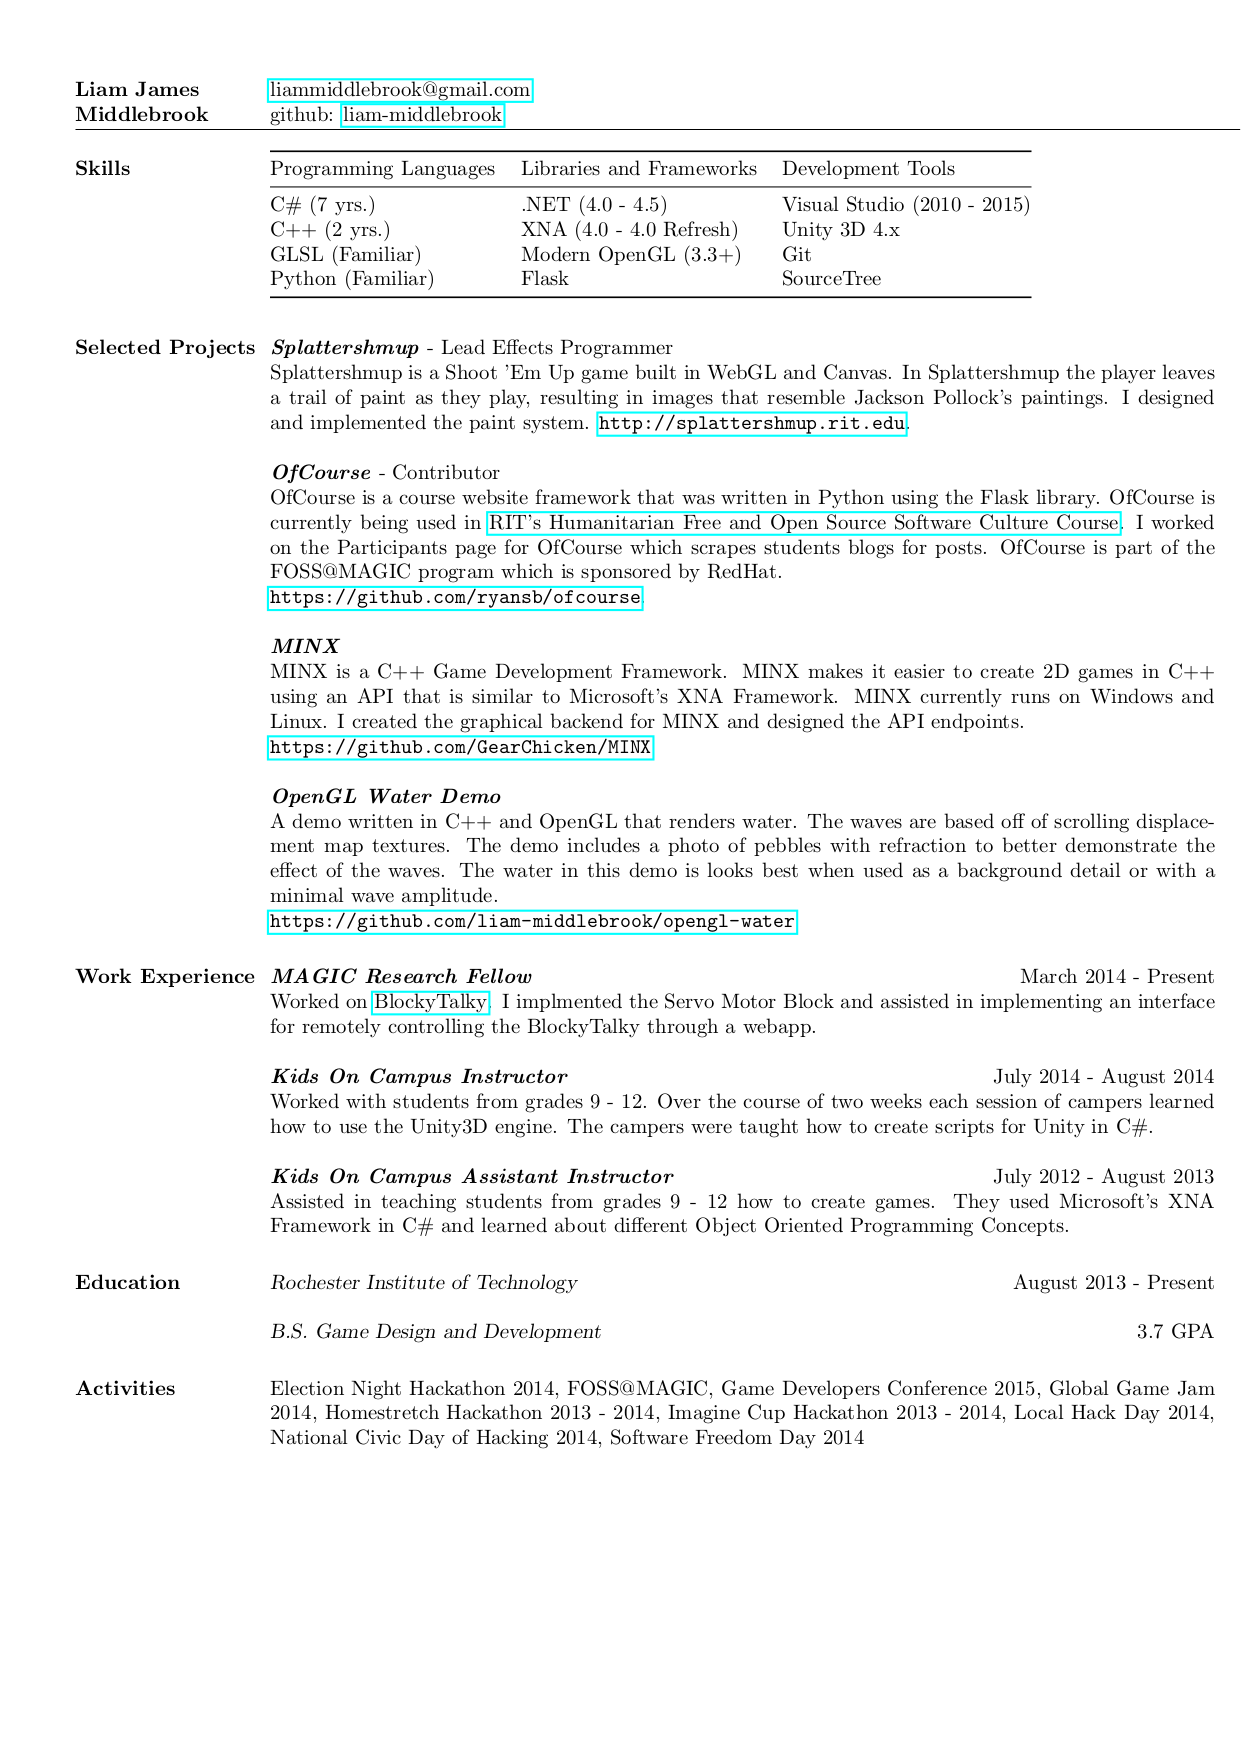 Liam James liammiddlebrook@gmail.com
Middlebrook github: liam-middlebrook
Skills Programming Languages Libraries and Frameworks Development Tools
C# (7 yrs.) .NET (4.0 - 4.5) Visual Studio (2010 - 2015)
C++ (2 yrs.) XNA (4.0 - 4.0 Refresh) Unity 3D 4.x
GLSL (Familiar) Modern OpenGL (3.3+) Git
Python (Familiar) Flask SourceTree
Selected Projects Splattershmup - Lead Effects Programmer
Splattershmup is a Shoot 'Em Up game built in WebGL and Canvas. In Splattershmup the player leaves
a trail of paint as they play, resulting in images that resemble Jackson Pollock's paintings. I designed
and implemented the paint system. http://splattershmup.rit.edu.
OfCourse - Contributor
OfCourse is a course website framework that was written in Python using the Flask library. OfCourse is
currently being used in RIT's Humanitarian Free and Open Source Software Culture Course. I worked
on the Participants page for OfCourse which scrapes students blogs for posts. OfCourse is part of the
FOSS@MAGIC program which is sponsored by RedHat.
https://github.com/ryansb/ofcourse
MINX
MINX is a C++ Game Development Framework. MINX makes it easier to create 2D games in C++
using an API that is similar to Microsoft's XNA Framework. MINX currently runs on Windows and
Linux. I created the graphical backend for MINX and designed the API endpoints.
https://github.com/GearChicken/MINX
OpenGL Water Demo
A demo written in C++ and OpenGL that renders water. The waves are based off of scrolling displace-
ment map textures. The demo includes a photo of pebbles with refraction to better demonstrate the
effect of the waves. The water in this demo is looks best when used as a background detail or with a
minimal wave amplitude.
https://github.com/liam-middlebrook/opengl-water
Work Experience MAGIC Research Fellow March 2014 - Present
Worked on BlockyTalky. I implmented the Servo Motor Block and assisted in implementing an interface
for remotely controlling the BlockyTalky through a webapp.
Kids On Campus Instructor July 2014 - August 2014
Worked with students from grades 9 - 12. Over the course of two weeks each session of campers learned
how to use the Unity3D engine. The campers were taught how to create scripts for Unity in C#.
Kids On Campus Assistant Instructor July 2012 - August 2013
Assisted in teaching students from grades 9 - 12 how to create games. They used Microsoft's XNA
Framework in C# and learned about different Object Oriented Programming Concepts.
Education Rochester Institute of Technology August 2013 - Present
B.S. Game Design and Development 3.7 GPA
Activities Election Night Hackathon 2014, FOSS@MAGIC, Game Developers Conference 2015, Global Game Jam
2014, Homestretch Hackathon 2013 - 2014, Imagine Cup Hackathon 2013 - 2014, Local Hack Day 2014,
National Civic Day of Hacking 2014, Software Freedom Day 2014